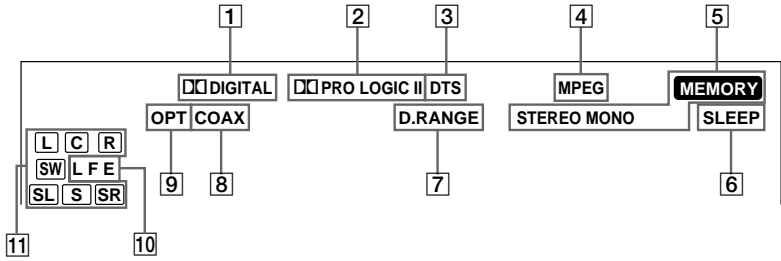 1 2 3 4 5
DIGITAL PRO LOGIC II DTS MPEG MEMORY
OPT COAX D.RANGE STEREO MONO SLEEP
L C R
SW L F E
9 8 7 6
SL S SR
11 10